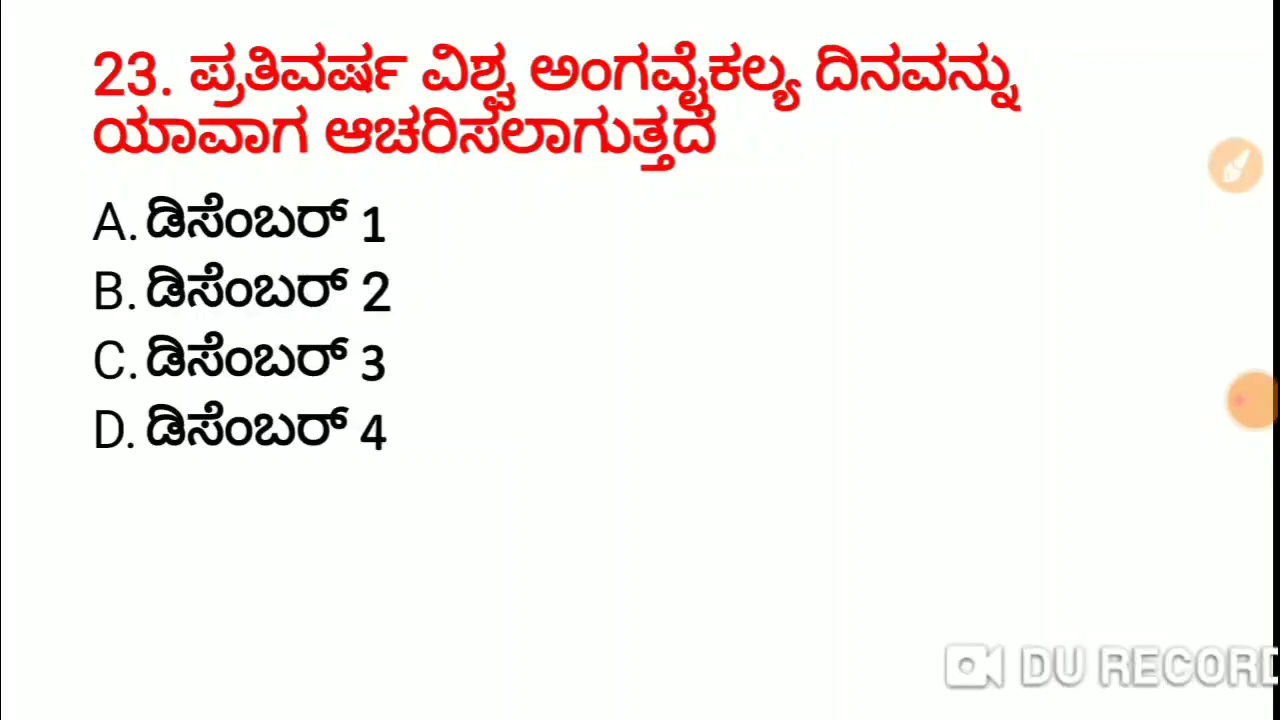 23. ಪ್ರತಿವರ್ಷ ವಿಶ್ವ ಅಂಗವೈಕಲ್ಯ ದಿನವನ್ನು
ಯಾವಾಗ ಆಚರಿಸಲಾಗುತ್ತದೆ
A. ಡಿಸೆಂಬರ್ 1
B. ಡಿಸೆಂಬರ್ 2
C. ಡಿಸೆಂಬರ್ 3
D. ಡಿಸೆಂಬರ್ 4
DU RECORD